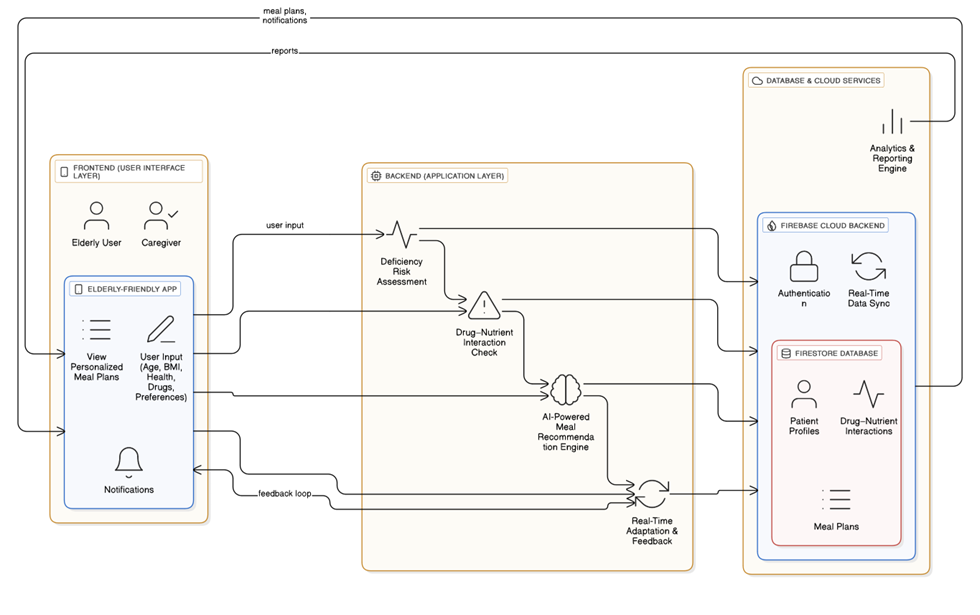 meal plans,
notifications
reports
FRONTEND (USER INTERFACE
LAYER)
Elderly User
Caregiver
ELDERLY-FRIENDLY APP
View
Personalized
Meal Plans
User Input
(Age, BMI,
Health,
Drugs,
Preferences)
Notifications
user input
feedback loop
BACKEND (APPLICATION LAYER)
Deficiency
Risk
Assessment
Drug–Nutrient
Interaction
Check
AI-Powered
Meal
Recommenda
tion Engine
Real-Time
Adaptation &
Feedback
DATABASE & CLOUD SERVICES
Analytics &
Reporting
Engine
FIREBASE CLOUD BACKEND
Authenticatio
n
Real-Time
Data Sync
FIRESTORE DATABASE
Patient
Profiles
Drug–Nutrient
Interactions
Meal Plans